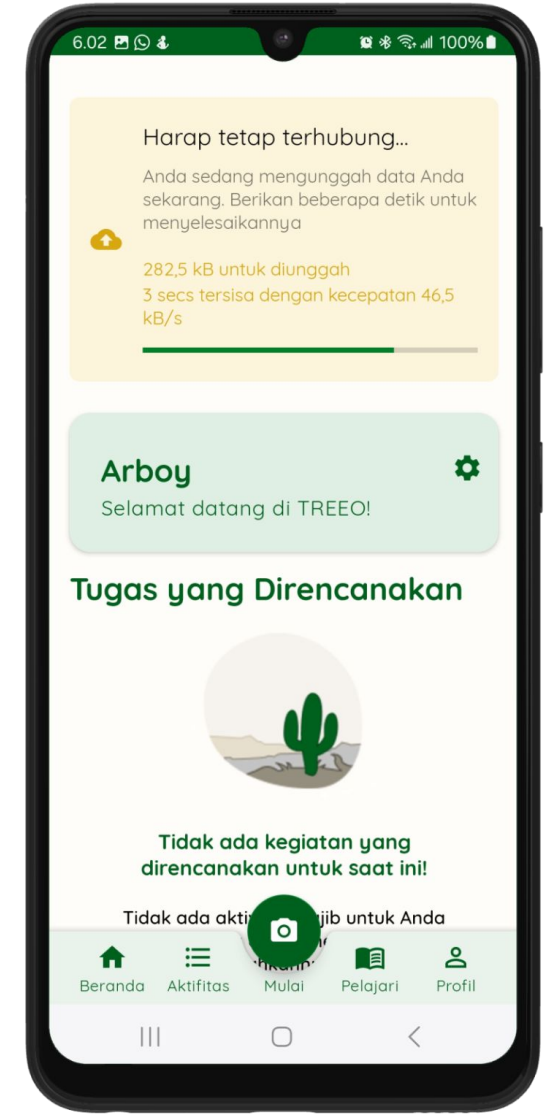 6.02 100%
Harap tetap terhubung...
Anda sedang mengunggah data Anda
sekarang. Berikan beberapa detik untuk
menyelesaikannya
282,5 kB untuk diunggah
3 secs tersisa dengan kecepatan 46,5
kB/s
Arboy
Selamat datang di TREEO!
Tugas yang Direncanakan
Tidak ada kegiatan yang
direncanakan untuk saat ini!
Tidak ada untuk Anda
Beranda Aktifitas Mulai Pelajari Profil